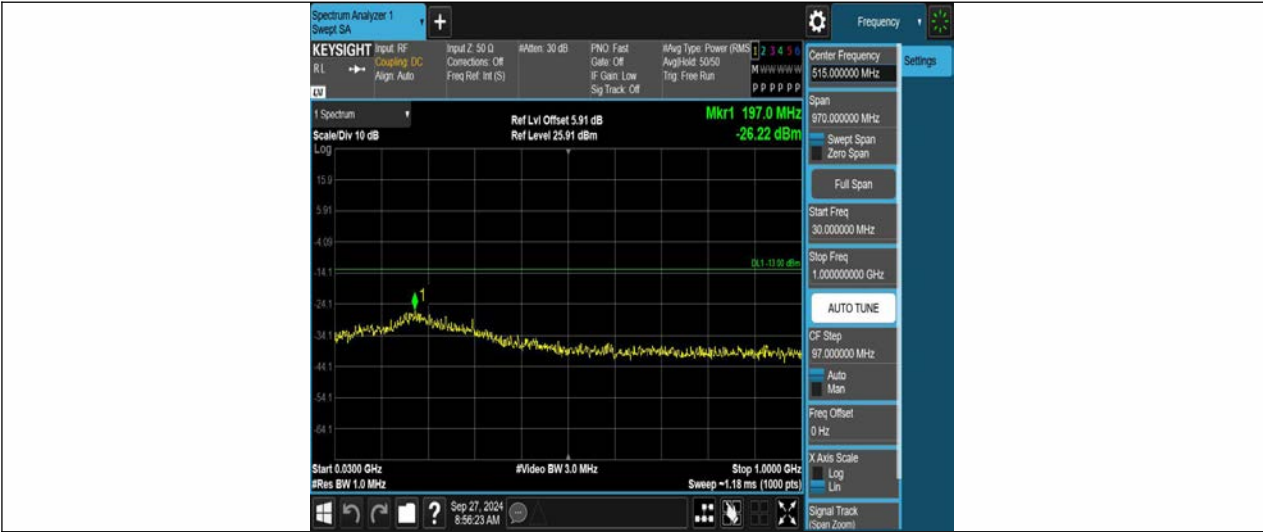 Spectrum Analyzer 1
Swept SA
Frequency
KEYSIGHT
RL
Input: RF
Coupling: DC
Align: Auto
Input Z: 50 Ω
Corrections: Off
Freq Ref: Int (S)
#Atten: 30 dB
PNO: Fast
Gate: Off
IF Gain: Low
Sig Track: Off
#Avg Type: Power (RMS
Avg|Hold: 50/50
Trig: Free Run
1 2 3 4 5 6
M w w w w w
P P P P P P
1 Spectrum
Scale/Div 10 dB
Log
Ref Lvl Offset 5.91 dB
Ref Level 25.91 dBm
Mkr1 197.0 MHz
-26.22 dBm
15.9
5.91
-4.09
-14.1
-24.1
-34.1
-44.1
-54.1
-64.1
DL1 -13.00 dBm
1
Start 0.0300 GHz
#Res BW 1.0 MHz
#Video BW 3.0 MHz
Stop 1.0000 GHz
Sweep ~1.18 ms (1000 pts)
?
Sep 27, 2024
8:56:23 AM
Center Frequency
515.000000 MHz
Settings
Span
970.000000 MHz
Swept Span
Zero Span
Full Span
Start Freq
30.000000 MHz
Stop Freq
1.000000000 GHz
AUTO TUNE
CF Step
97.000000 MHz
Auto
Man
Freq Offset
0 Hz
X Axis Scale
Log
Lin
Signal Track
(Span Zoom)